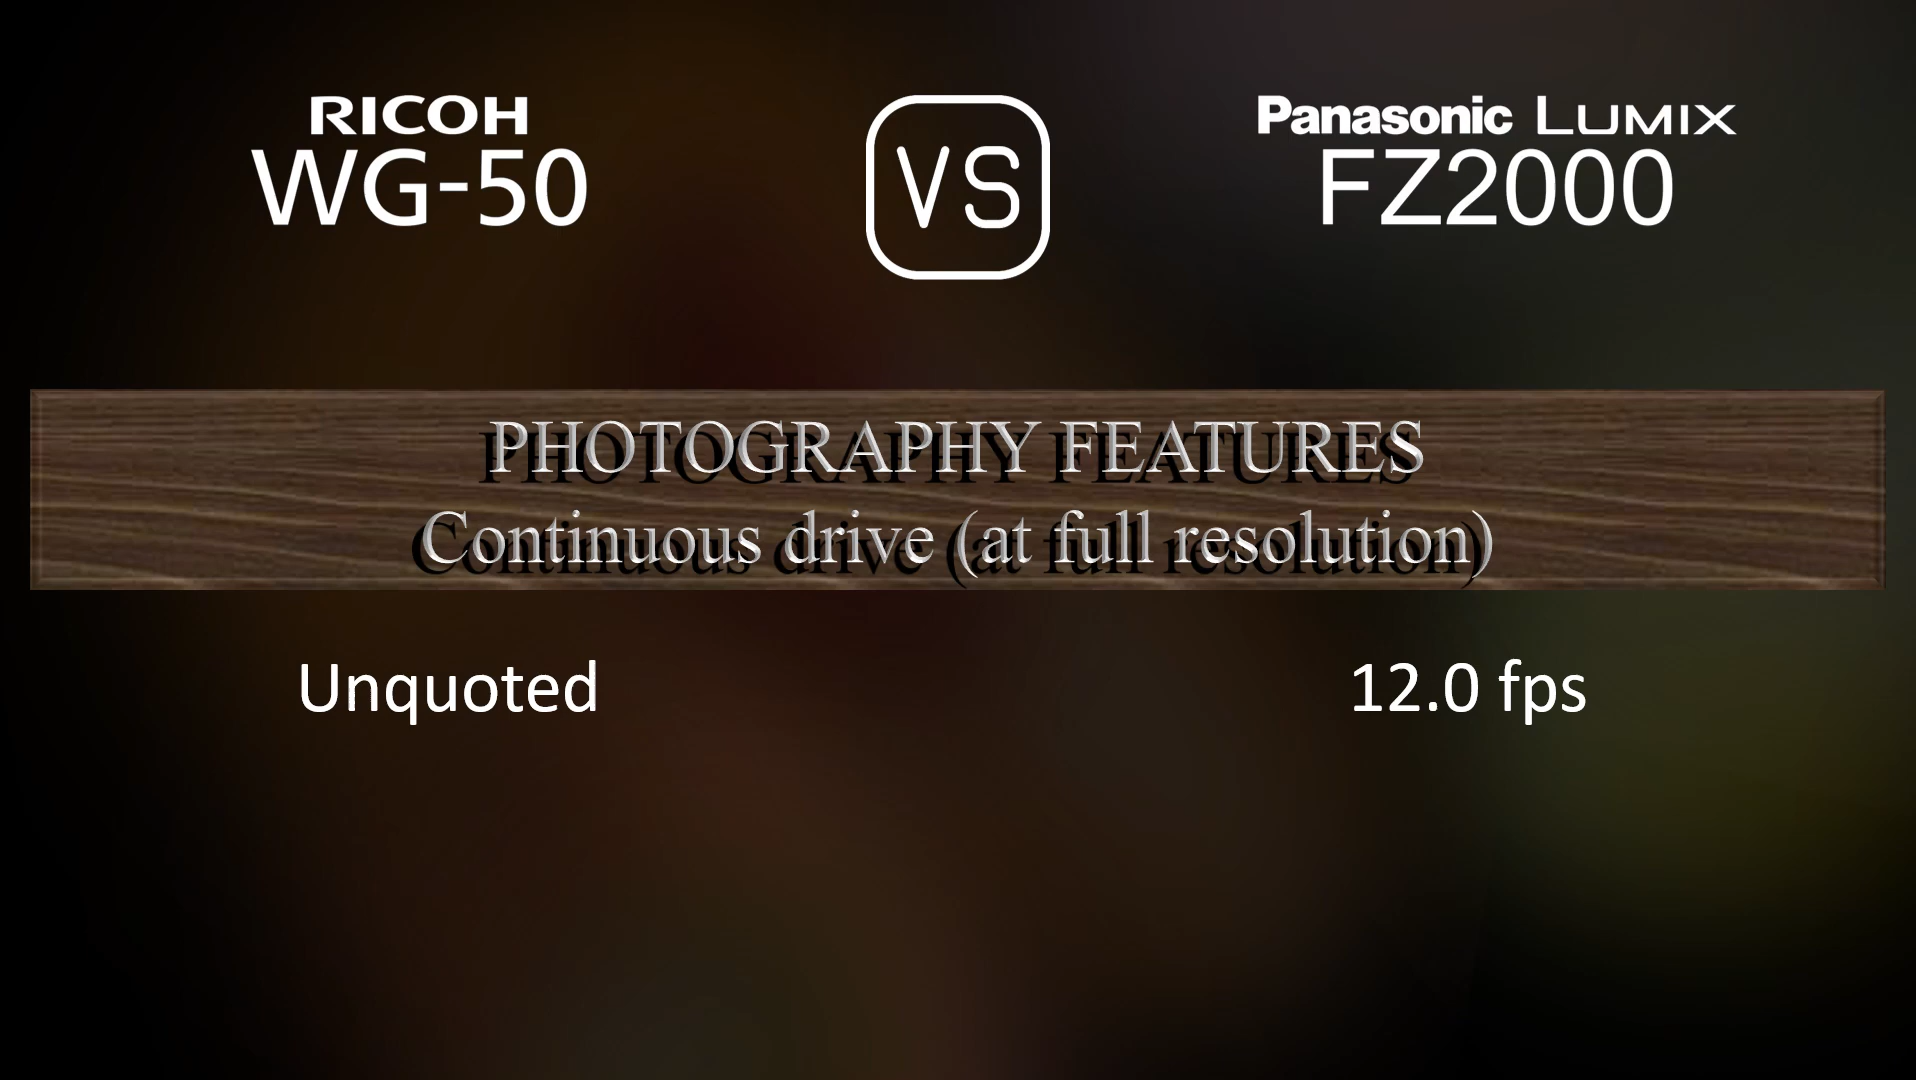 RICOH
WG-50
VS
Panasonic LUMIX
FZ2000
PHOTOGRAPHY FEATURES
Continuous drive (at full resolution)
Unquoted
12.0 fps